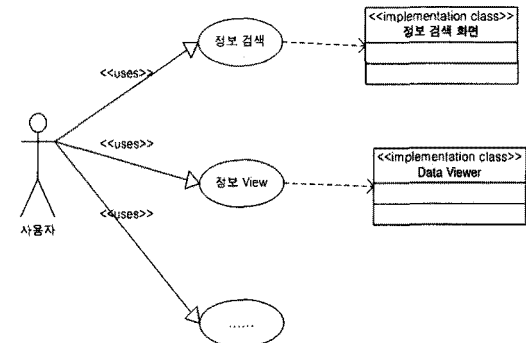 <<implementation class>>
정보 검색 화면
정보 검색
<<uses>>
<<uses>>
<<implementation class>>
Data Viewer
정보 View
<<uses>>
사용자
......